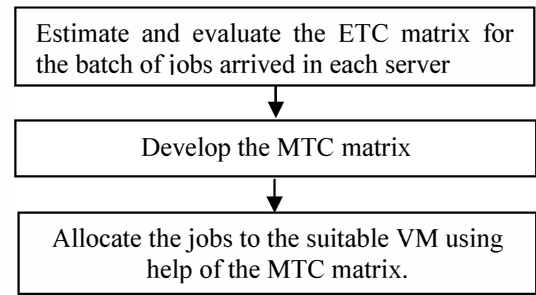 Estimate and evaluate the ETC matrix for
the batch of jobs arrived in each server
Develop the MTC matrix
Allocate the jobs to the suitable VM using
help of the MTC matrix.